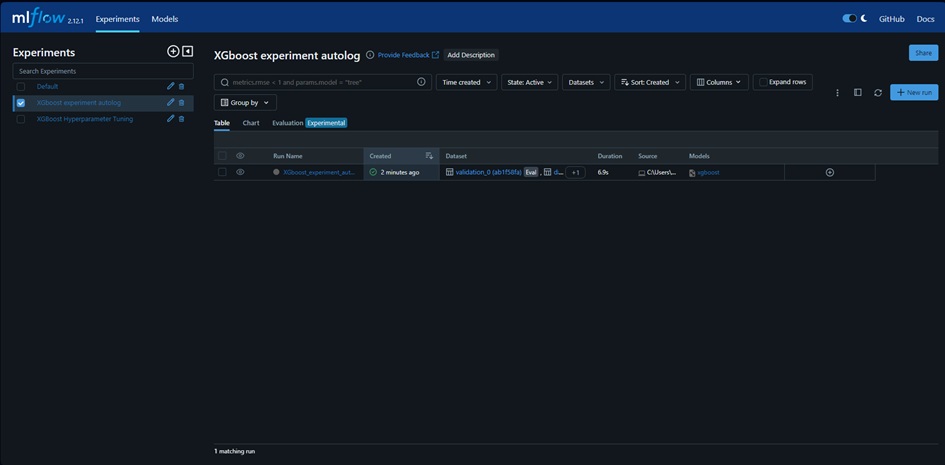 mlflow 2.12.1 Experiments Models GitHub Docs
Experiments
Search Experiments
Default
XGboost experiment autolog
XGBoost Hyperparameter Tuning
XGboost experiment autolog Provide Feedback Add Description Share
metrics.rmse < 1 and params.model = "tree" Time created State: Active Datasets Sort: Created Columns Expand rows
New run
Group by
Table Chart Evaluation Experimental
Run Name Created Dataset Duration Source Models
XGboost_experiment_aut... 2 minutes ago validation_0 (ab1f58fa) Eval , d... +1 6.9s C:\Users\... xgboost
1 matching run